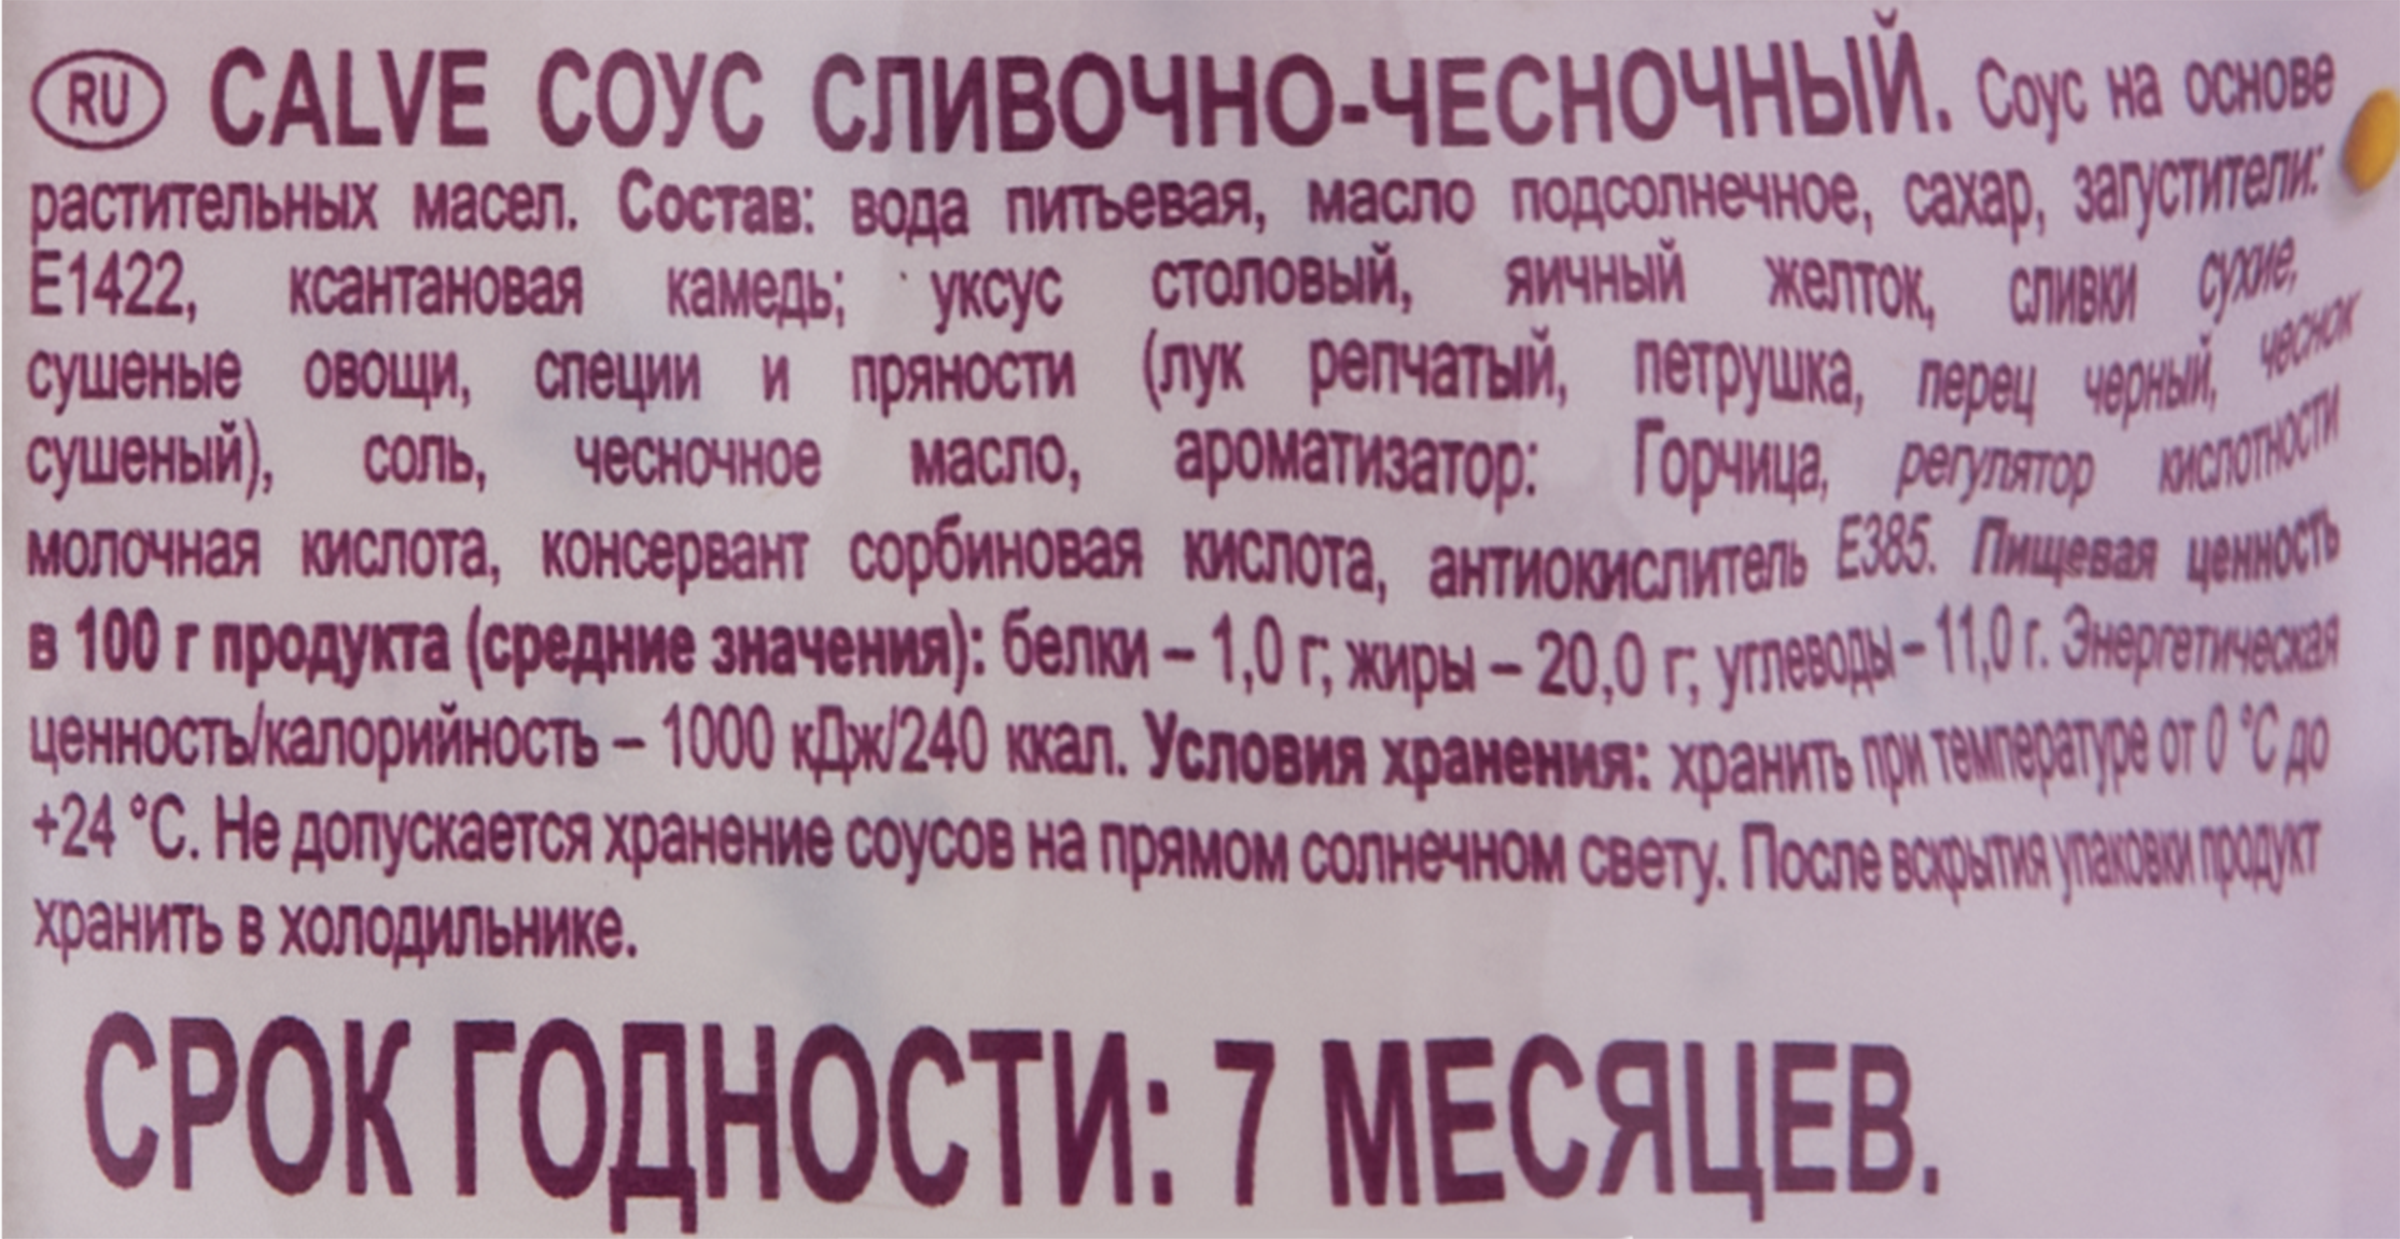 RU CALVE СОУС СЛИВОЧНО-ЧЕСНОЧНЫЙ. Соус на основе
растительных масел. Состав: вода питьевая, масло подсолнечное, сахар, загустители:
Е1422, ксантановая камедь; уксус столовый, яичный желток, сливки сухие,
сушеные овощи, специи и пряности (лук репчатый, петрушка, перец черный, чеснок
сушеный), соль, чесночное масло, ароматизатор: Горчица, регулятор кислотности
молочная кислота, консервант сорбиновая кислота, антиокислитель Е385. Пищевая ценность
в 100 г продукта (средние значения): белки – 1,0 г; жиры – 20,0 г; углеводы – 11,0 г. Энергетическая
ценность/калорийность – 1000 кДж/240 ккал. Условия хранения: хранить при температуре от 0 °С до
+24 °С. Не допускается хранение соусов на прямом солнечном свету. После вскрытия упаковки продукт
хранить в холодильнике.
СРОК ГОДНОСТИ: 7 МЕСЯЦЕВ.